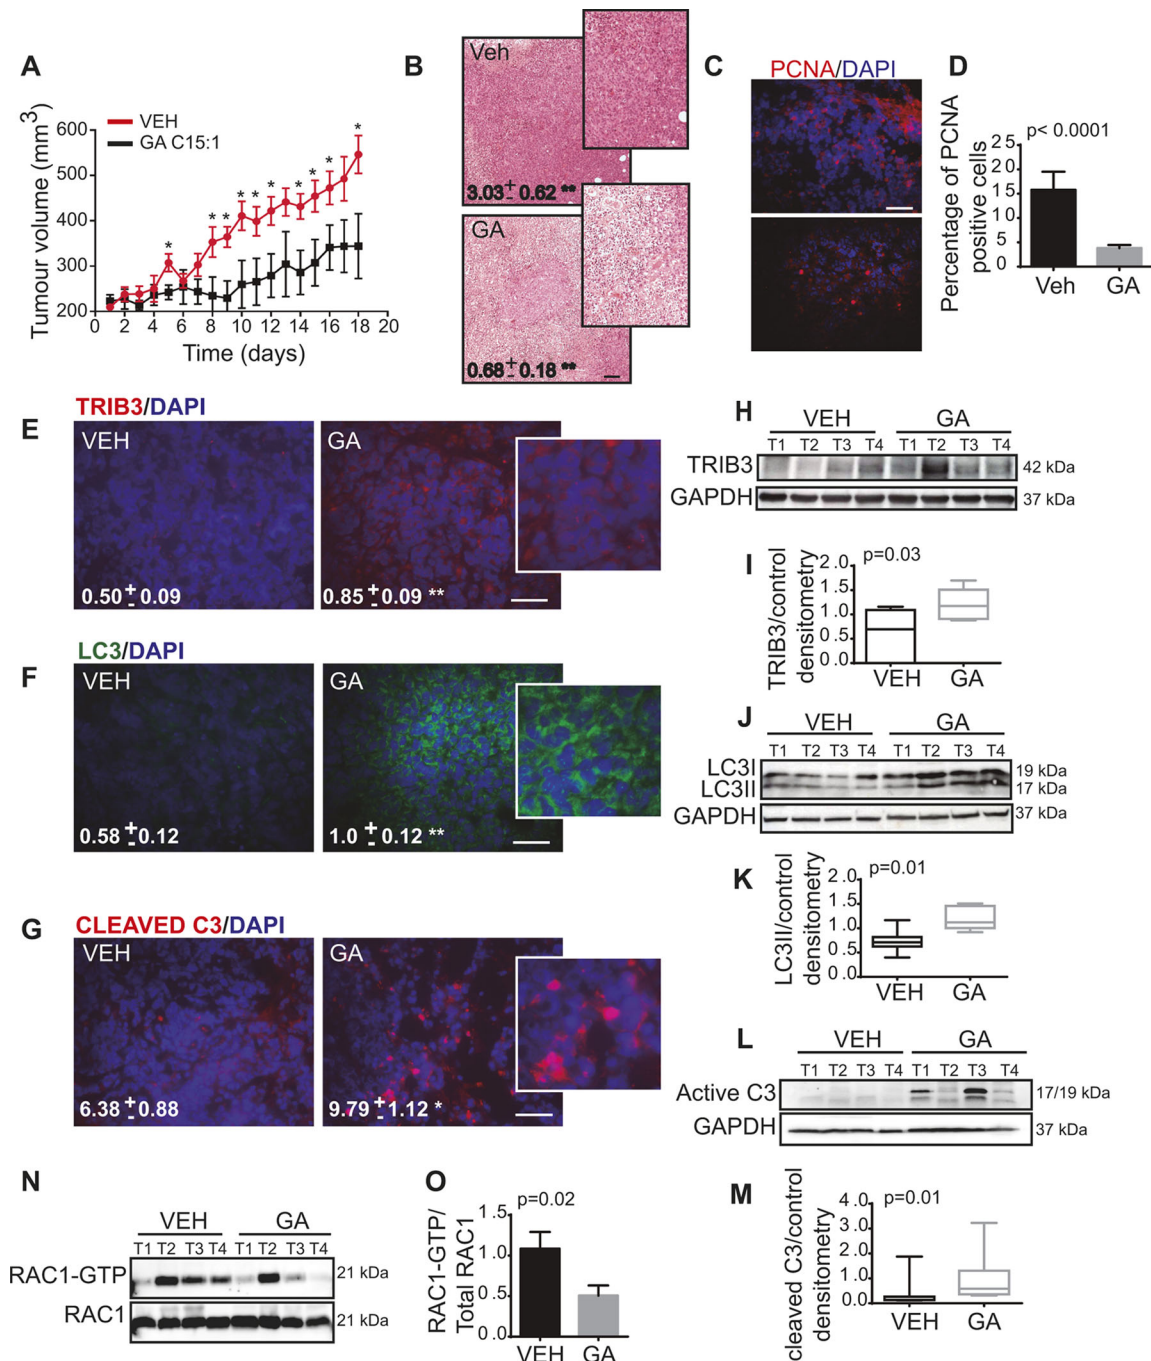 A
VEH
GA C15:1
Tumour volume (mm3)
600
500
400
300
200
* * * * * * * * * *
0 2 4 6 8 10 12 14 16 18 20
Time (days)
B
Veh
3.03 ± 0.62 **
GA
0.68 ± 0.18 **
C
PCNA/DAPI
D
p< 0.0001
Percentage of PCNA
positive cells
25
20
15
10
5
0
Veh GA
E
TRIB3/DAPI
VEH
0.50 ± 0.09
GA
0.85 ± 0.09 **
F
LC3/DAPI
VEH
0.58 ± 0.12
GA
1.0 ± 0.12 **
G
CLEAVED C3/DAPI
VEH
6.38 ± 0.88
GA
9.79 ± 1.12 *
H
VEH GA
T1 T2 T3 T4 T1 T2 T3 T4
TRIB3 42 kDa
GAPDH 37 kDa
I
p=0.03
TRIB3/control
densitometry
2.0
1.5
1.0
0.5
0.0
VEH GA
J
VEH GA
T1 T2 T3 T4 T1 T2 T3 T4
LC3I 19 kDa
LC3II 17 kDa
GAPDH 37 kDa
K
p=0.01
LC3II/control
densitometry
2.0
1.5
1.0
0.5
0.0
VEH GA
L
VEH GA
T1 T2 T3 T4 T1 T2 T3 T4
Active C3 17/19 kDa
GAPDH 37 kDa
M
p=0.01
cleaved C3/control
densitometry
4.0
3.0
2.0
1.0
0.0
VEH GA
N
VEH GA
T1 T2 T3 T4 T1 T2 T3 T4
RAC1-GTP 21 kDa
RAC1 21 kDa
O
p=0.02
RAC1-GTP/
Total RAC1
1.5
1.0
0.5
0.0
VEH GA